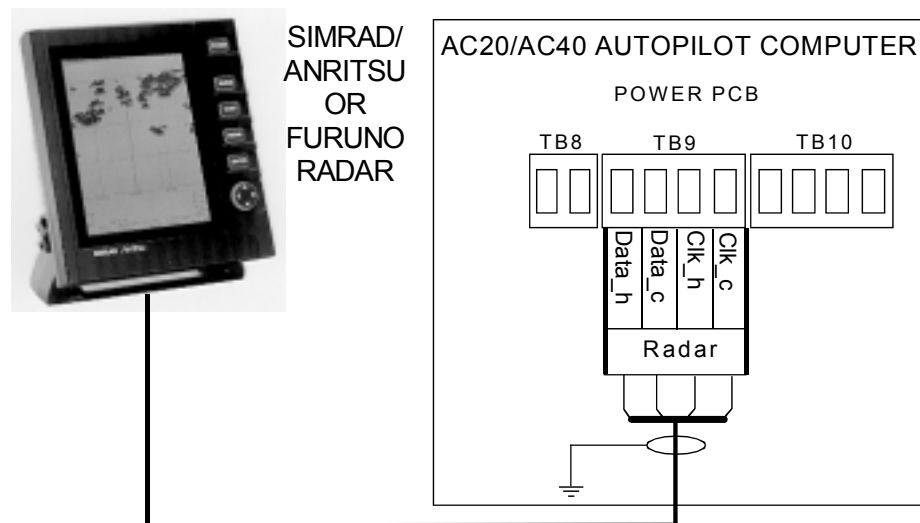 SIMRAD/
ANRITSU
OR
FURUNO
RADAR
AC20/AC40 AUTOPILOT COMPUTER
POWER PCB
TB8 TB9 TB10
Data_h
Data_c
Clk_h
Clk_c
Radar